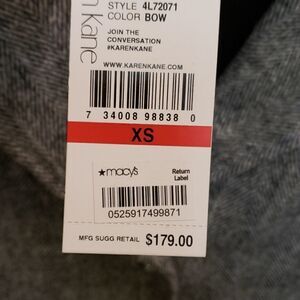 STYLE 4L72071
COLOR BOW
n Kane
JOIN THE
CONVERSATION
#KARENKANE
WWW.KARENKANE.COM
7 34008 98838 0
XS
★macy's
Return
Label
0525917499871
MFG SUGG RETAIL $179.00